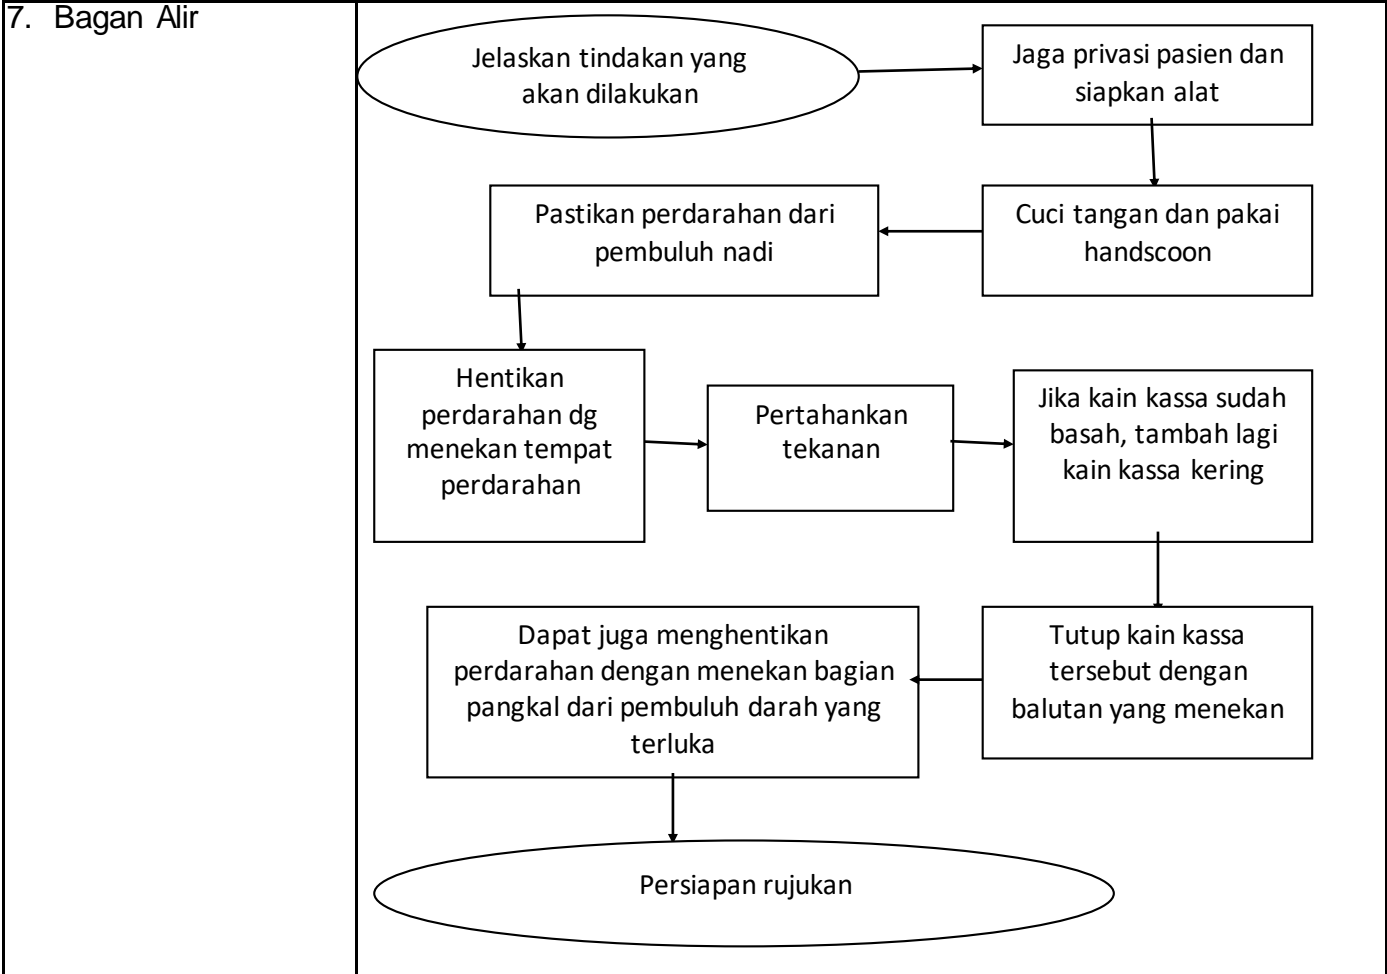 7. Bagan Alir
Jelaskan tindakan yang
akan dilakukan
Jaga privasi pasien dan
siapkan alat
Cuci tangan dan pakai
handscoon
Pastikan perdarahan dari
pembuluh nadi
Hentikan
perdarahan dg
menekan tempat
perdarahan
Pertahankan
tekanan
Jika kain kassa sudah
basah, tambah lagi
kain kassa kering
Tutup kain kassa
tersebut dengan
balutan yang menekan
Dapat juga menghentikan
perdarahan dengan menekan bagian
pangkal dari pembuluh darah yang
terluka
Persiapan rujukan